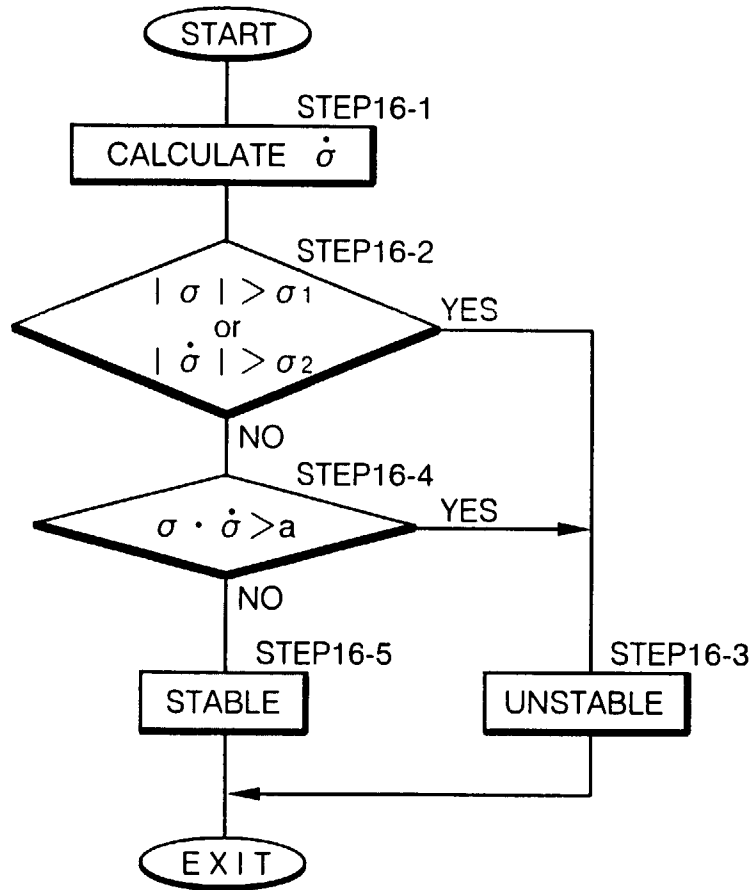 START
STEP16-1
CALCULATE σ̇
STEP16-2
| σ | > σ1
or
| σ̇ | > σ2
YES
NO
STEP16-4
σ · σ̇ > a
YES
NO
STEP16-5
STEP16-3
STABLE
UNSTABLE
EXIT